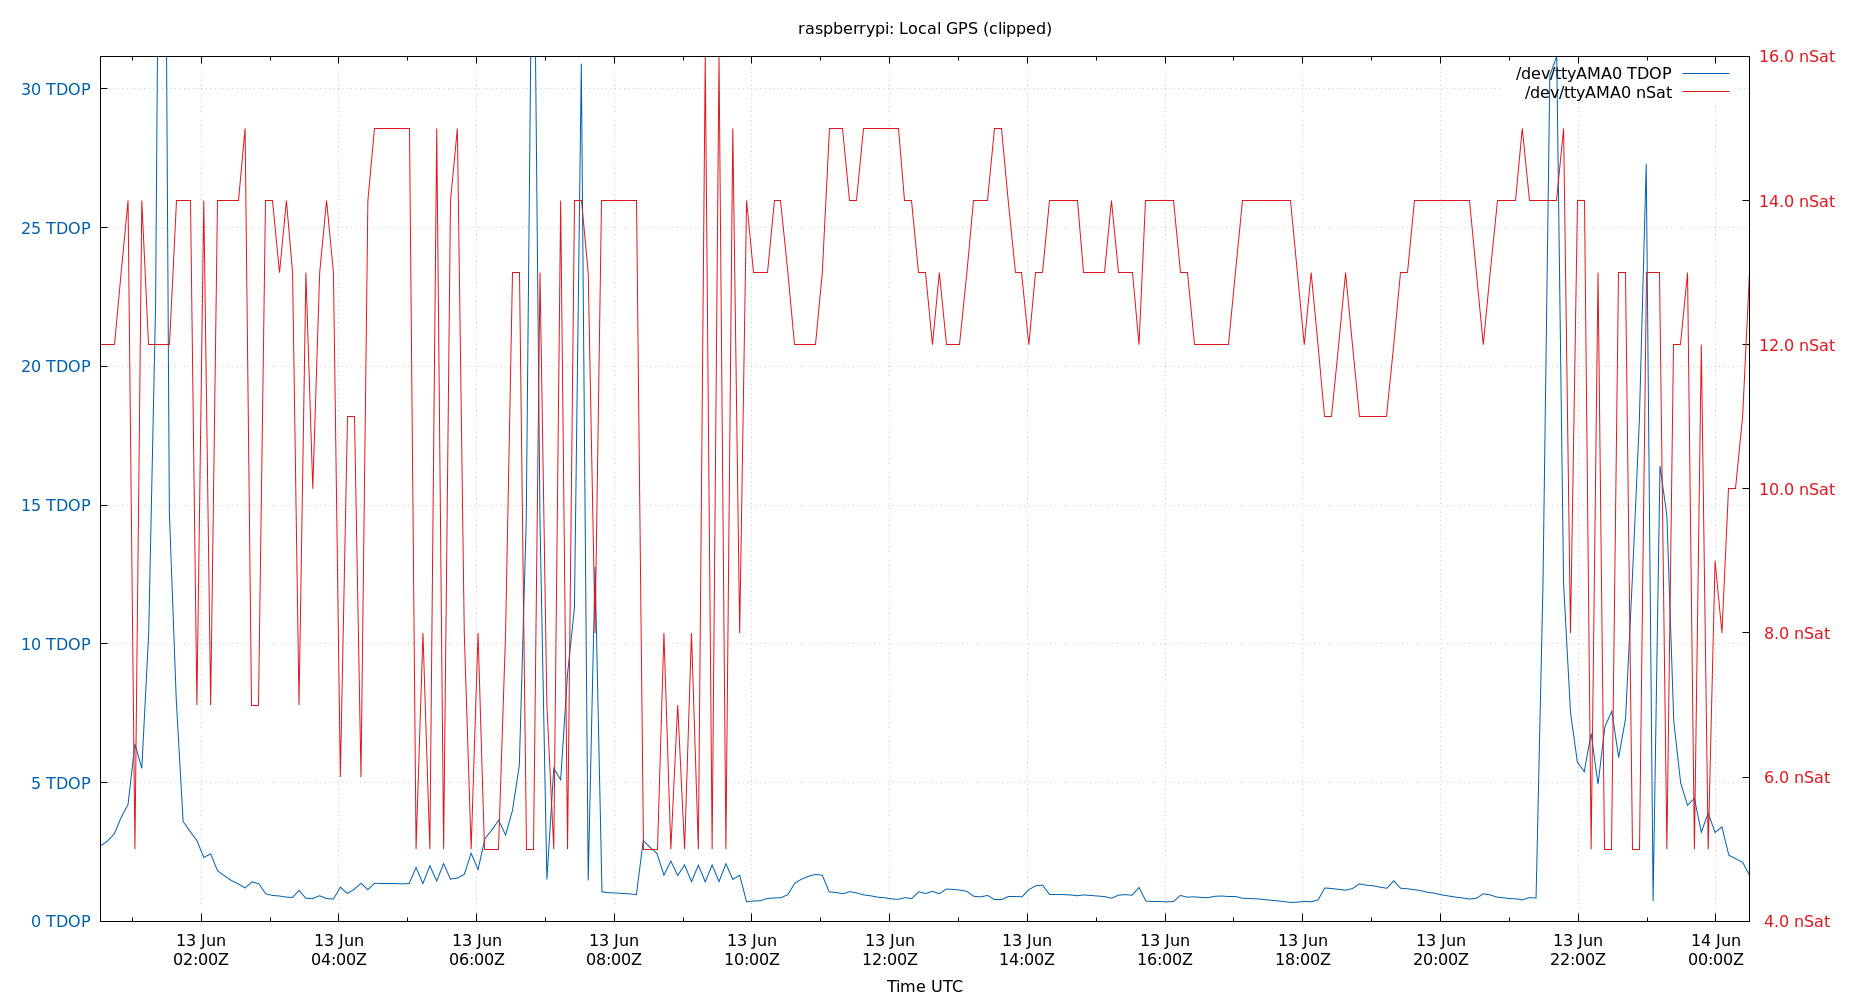 raspberrypi: Local GPS (clipped)
/dev/ttyAMA0 TDOP
/dev/ttyAMA0 nSat
30 TDOP
25 TDOP
20 TDOP
15 TDOP
10 TDOP
5 TDOP
0 TDOP
16.0 nSat
14.0 nSat
12.0 nSat
10.0 nSat
8.0 nSat
6.0 nSat
4.0 nSat
13 Jun
02:00Z
13 Jun
04:00Z
13 Jun
06:00Z
13 Jun
08:00Z
13 Jun
10:00Z
13 Jun
12:00Z
13 Jun
14:00Z
13 Jun
16:00Z
13 Jun
18:00Z
13 Jun
20:00Z
13 Jun
22:00Z
14 Jun
00:00Z
Time UTC